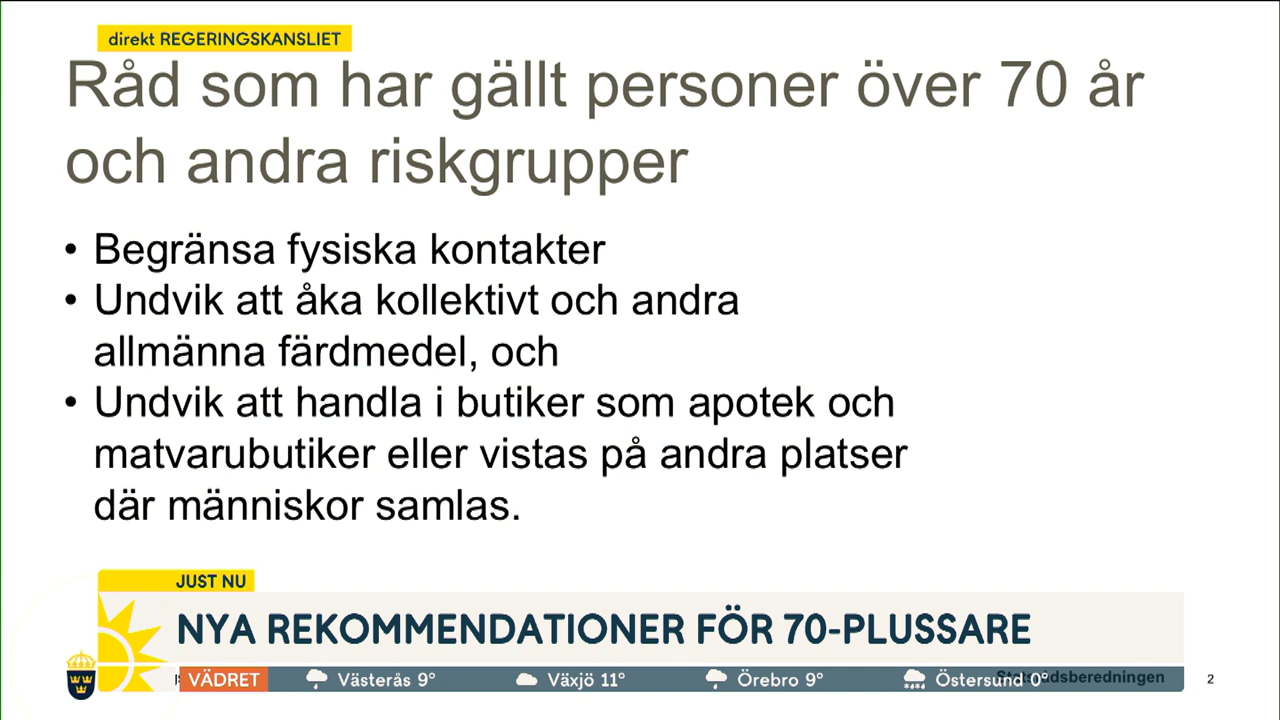 direkt REGERINGSKANSLIET
Råd som har gällt personer över 70 år
och andra riskgrupper
• Begränsa fysiska kontakter
• Undvik att åka kollektivt och andra
allmänna färdmedel, och
• Undvik att handla i butiker som apotek och
matvarubutiker eller vistas på andra platser
där människor samlas.
JUST NU
NYA REKOMMENDATIONER FÖR 70-PLUSSARE
VÄDRET Västerås 9° Växjö 11° Örebro 9° Östersund 0°
Statsrådsberedningen 2